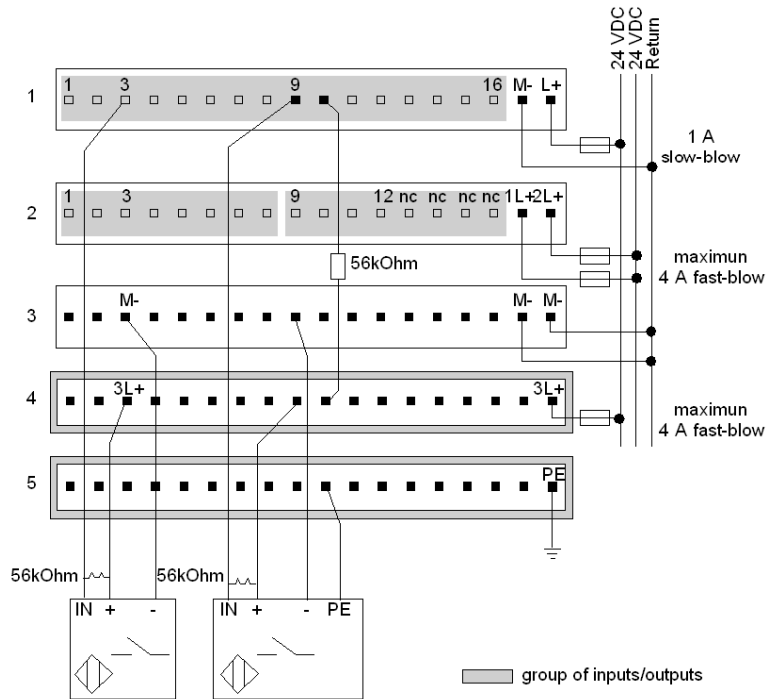 24 VDC
24 VDC
Return
1 3 9 16 M- L+
1
1 A
slow-blow
1 3 9 12 nc nc nc nc 1L+ 2L+
2
56kOhm
maximun
4 A fast-blow
M- M- M-
3
3L+ 3L+
4
maximun
4 A fast-blow
PE
5
56kOhm 56kOhm
IN + - IN + - PE
group of inputs/outputs